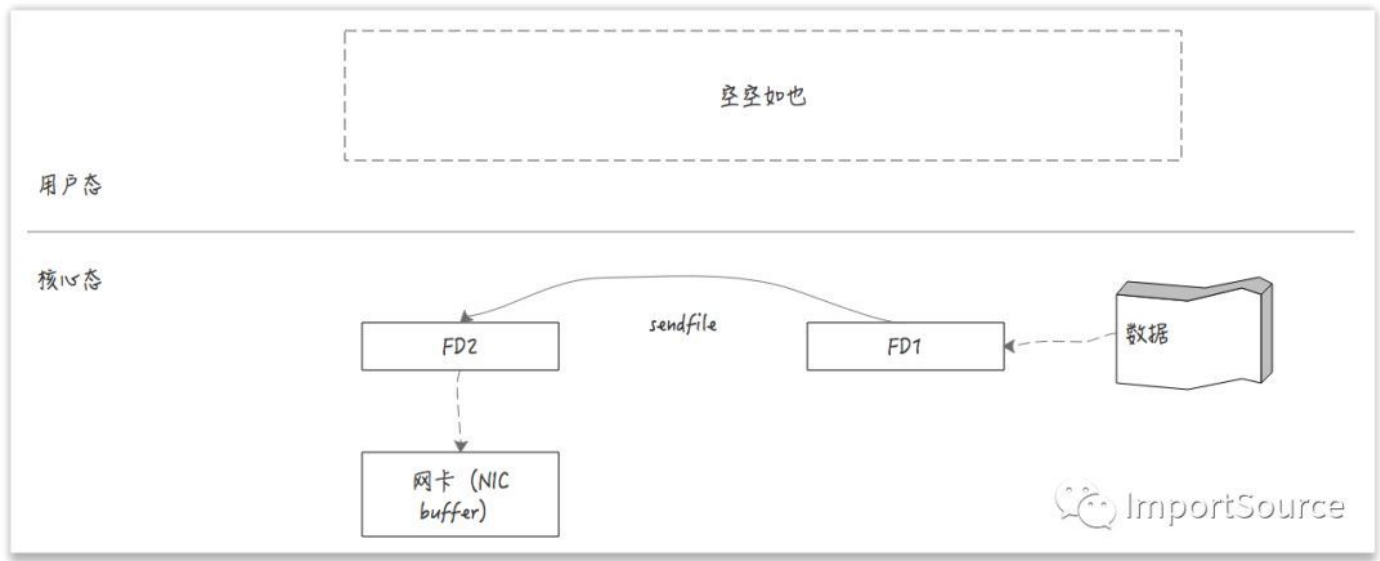 空空如也
用户态
核心态
sendfile
FD2
FD1
数据
网卡 (NIC
buffer)
ImportSource